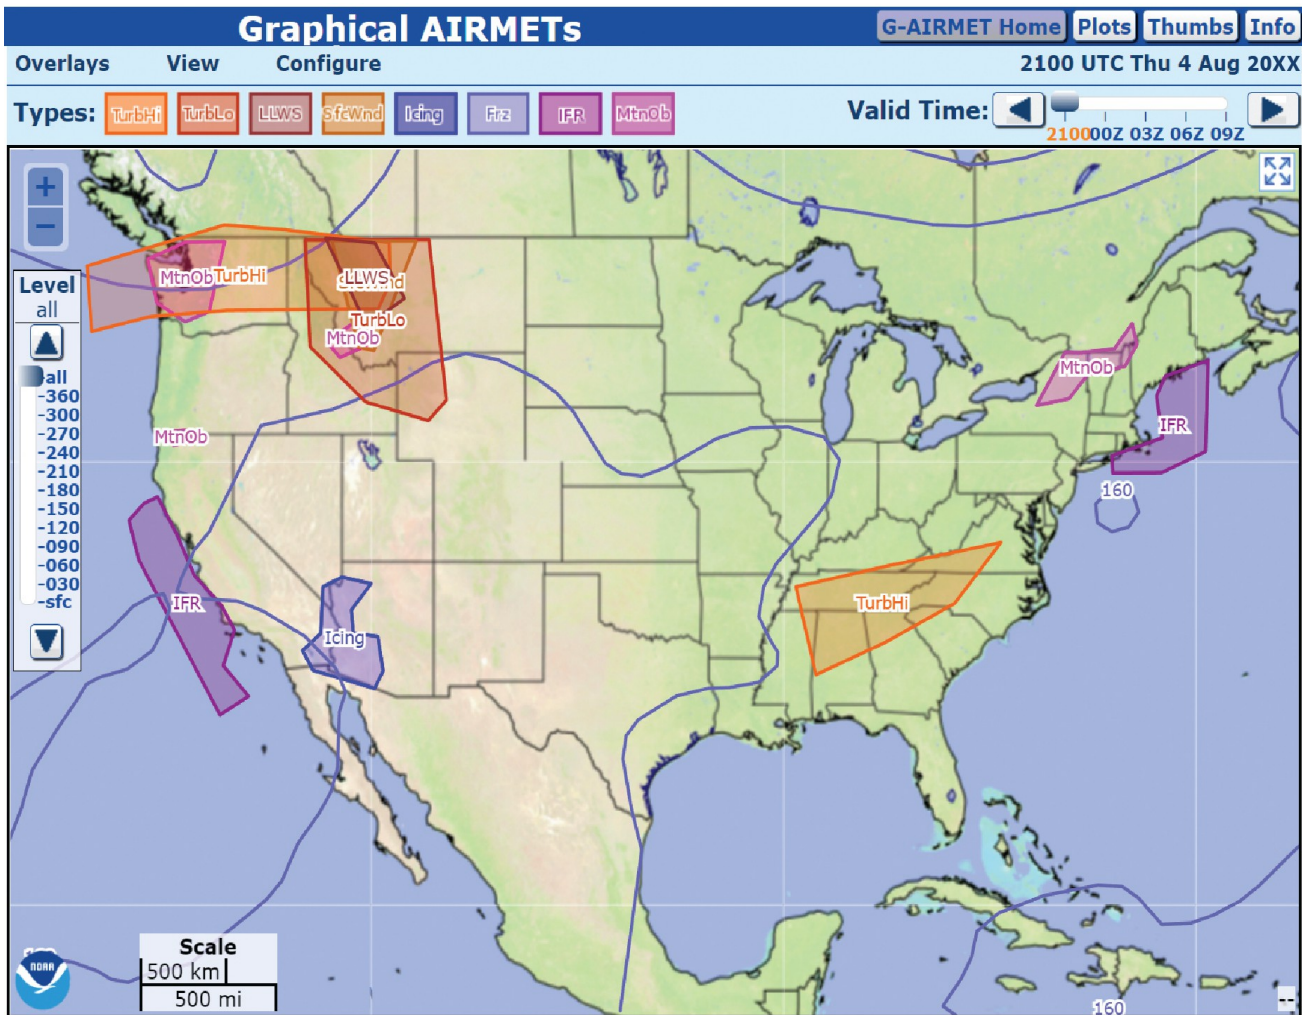 Graphical AIRMETs
G-AIRMET Home Plots Thumbs Info
Overlays View Configure 2100 UTC Thu 4 Aug 20XX
Types: TurbHi TurbLo LLWS SfcWnd Icing Frz IFR MtnOb Valid Time:
2100 00Z 03Z 06Z 09Z
+
−
Level
all
all
-360
-300
-270
-240
-210
-180
-150
-120
-090
-060
-030
-sfc
MtnOb TurbHi
LLWS
TurbLo
MtnOb
MtnOb
MtnOb
IFR
160
IFR
TurbHi
Icing
Scale
500 km
500 mi
NOAA
160
--